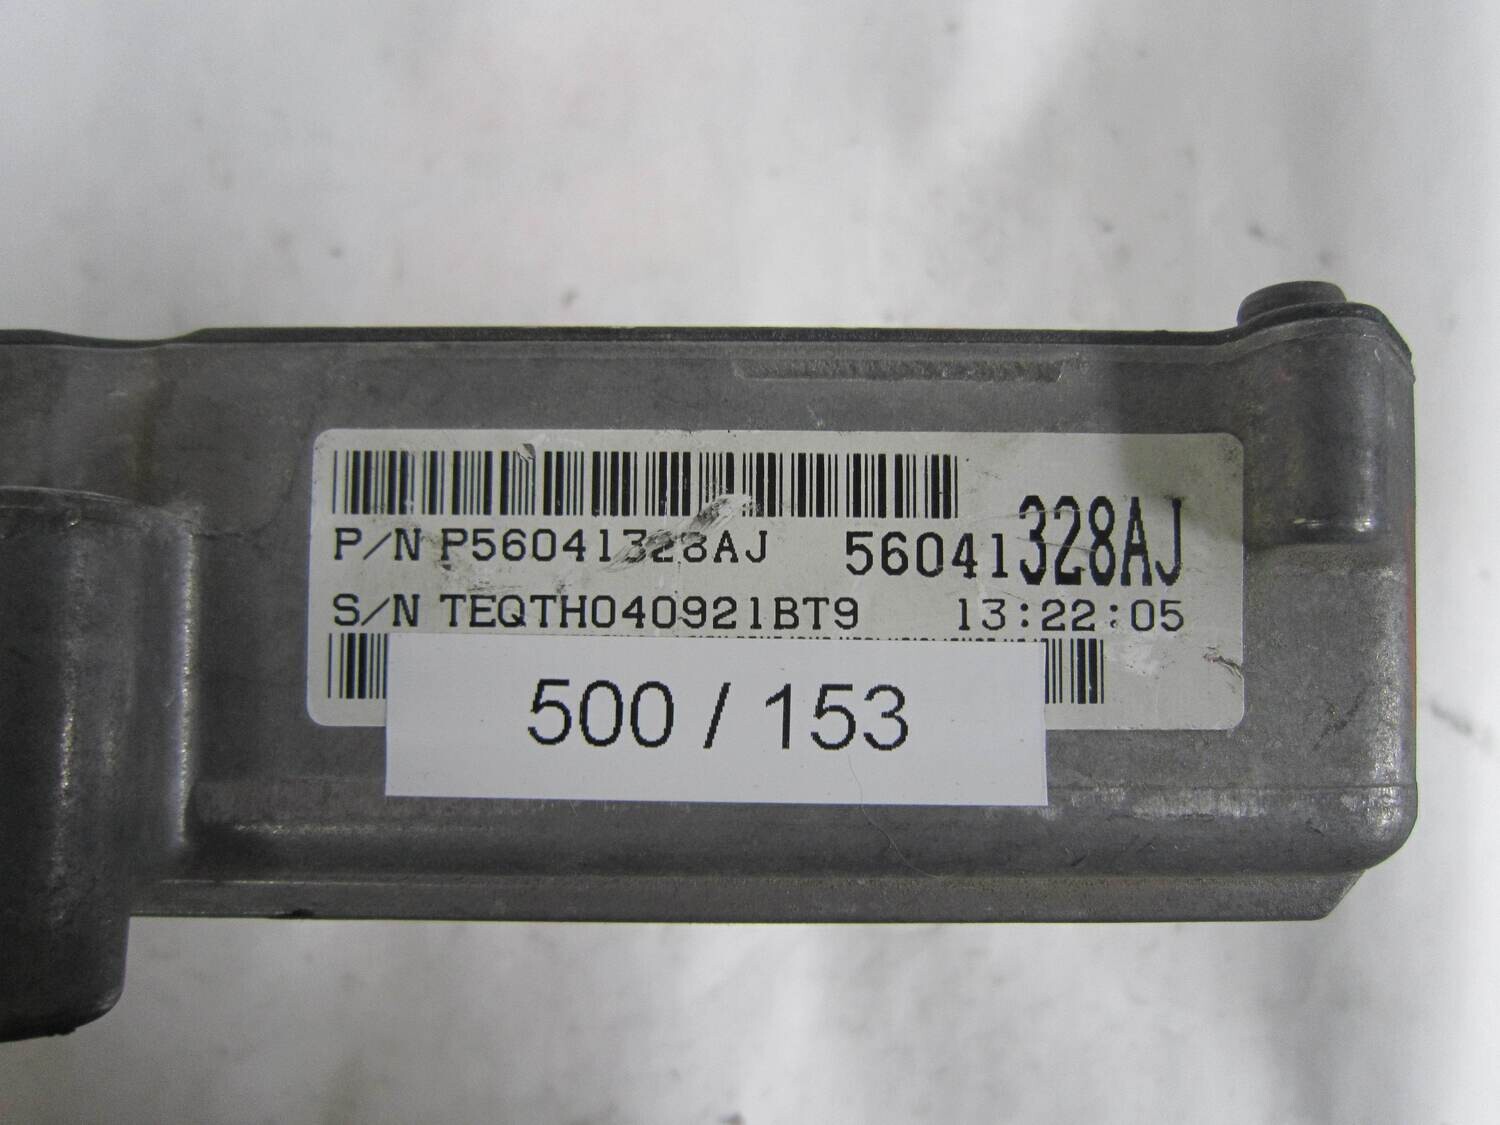 P/N P56041328AJ 56041328AJ
S/N TEQTH040921BT9 13:22:05
500 / 153